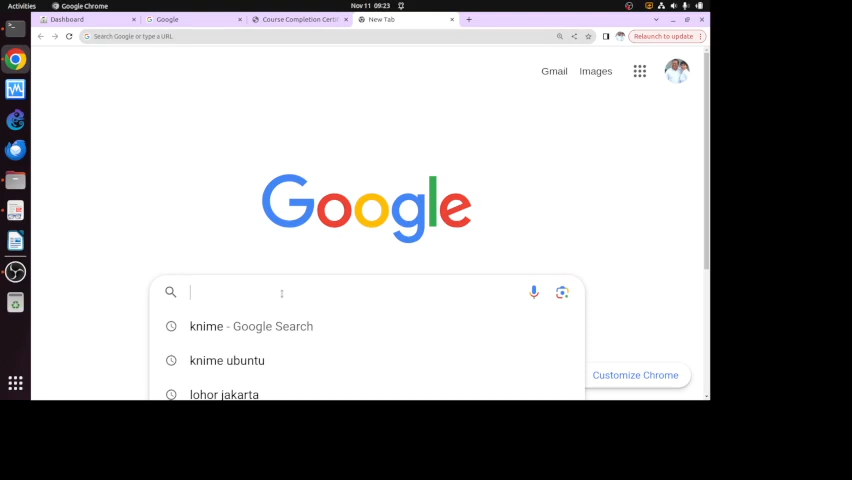 Activities Google Chrome Nov 11 09:23
Dashboard Google Course Completion Certi New Tab
Search Google or type a URL Relaunch to update
Gmail Images
Google
knime - Google Search
knime ubuntu
lohor jakarta
Customize Chrome